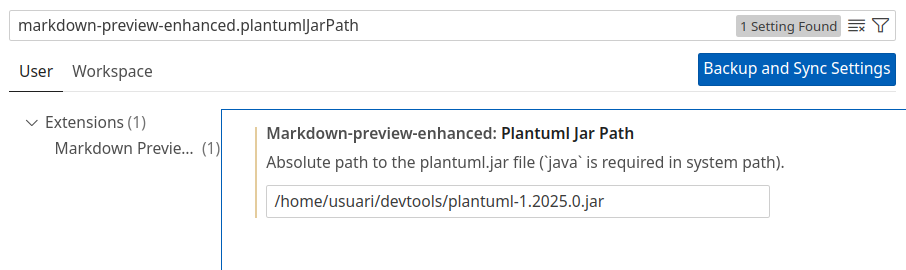 markdown-preview-enhanced.plantumlJarPath
1 Setting Found
User
Workspace
Backup and Sync Settings
Extensions (1)
Markdown Previe... (1)
Markdown-preview-enhanced: Plantuml Jar Path
Absolute path to the plantuml.jar file (`java` is required in system path).
/home/usuari/devtools/plantuml-1.2025.0.jar